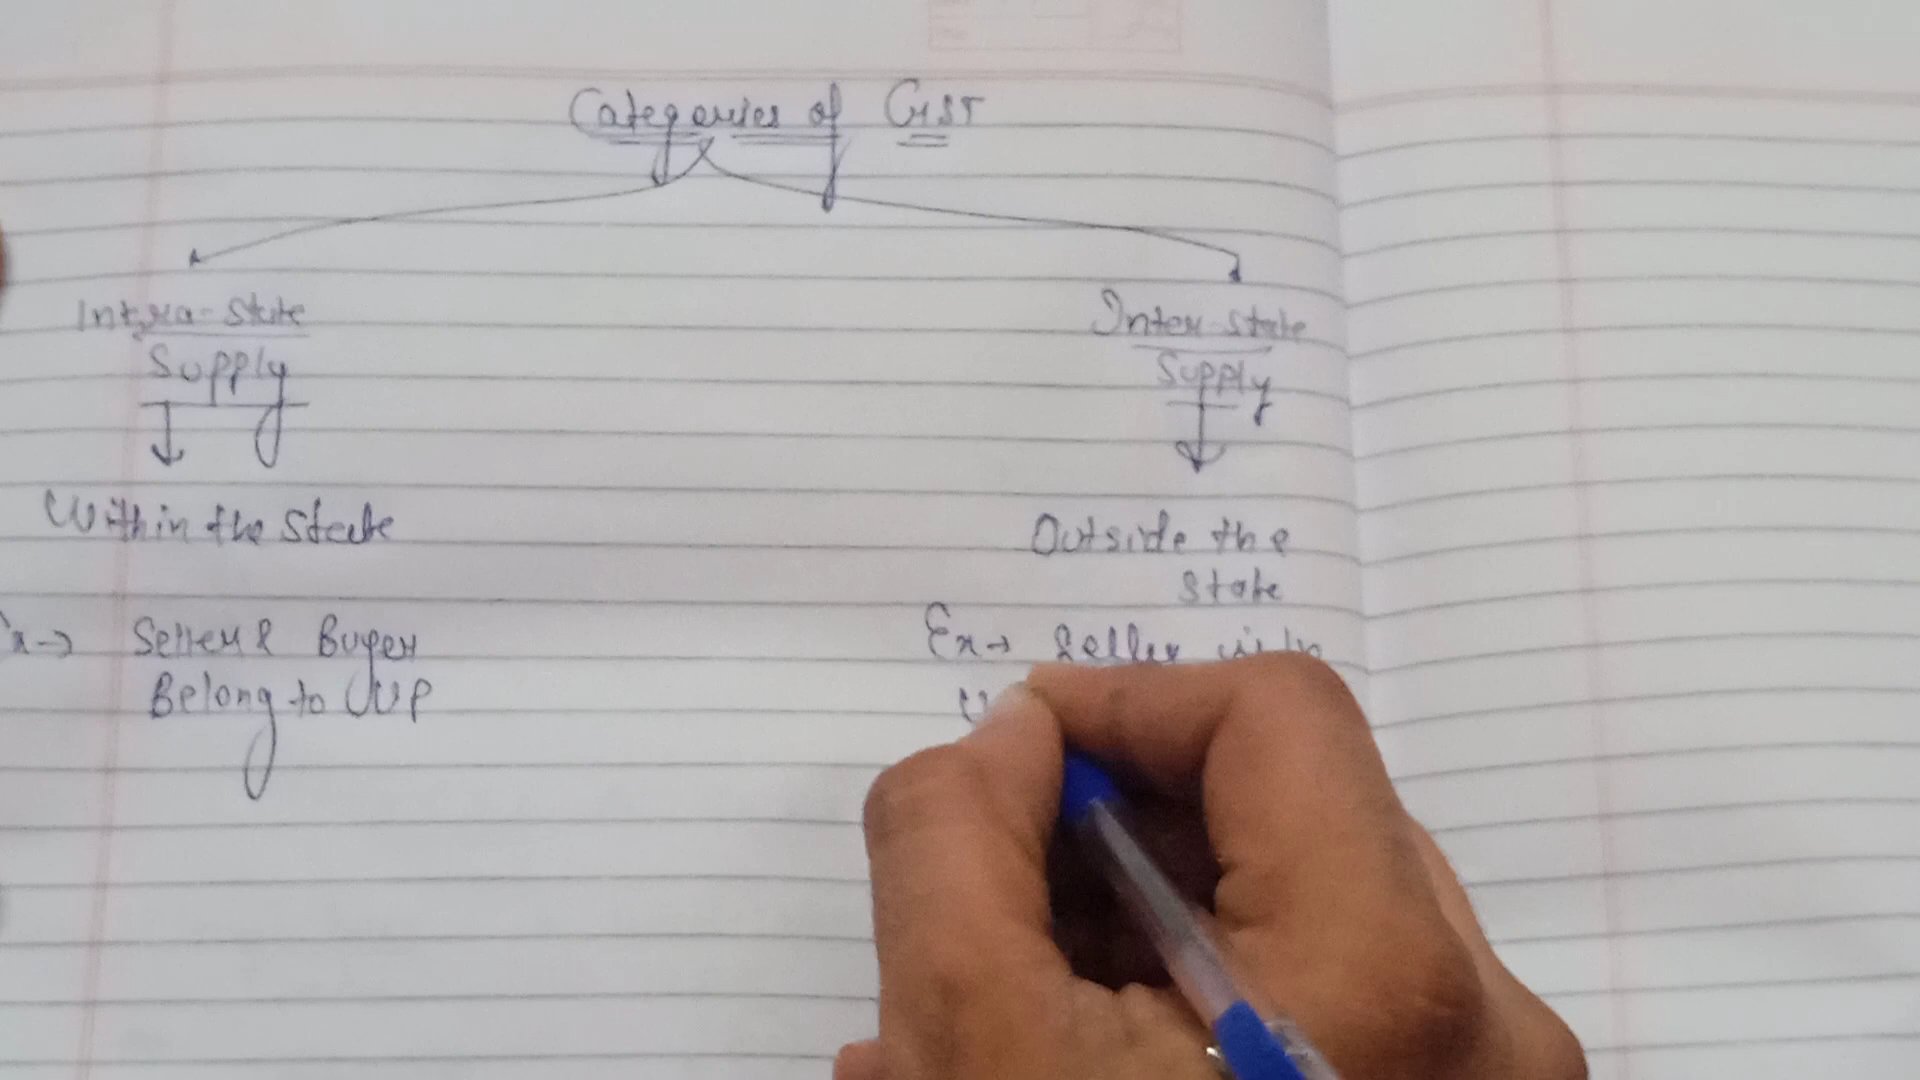 Categories of GST
Intra-State
Supply
Within the State
Ex→ Seller & Buyer
Belong to UP
Inter-State
Supply
Outside the
State
Ex→ Seller